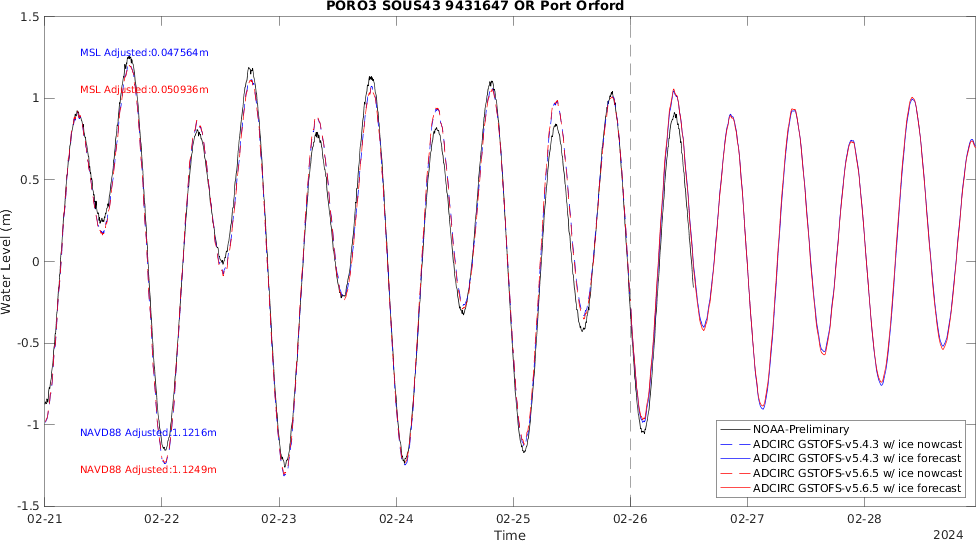 PORO3 SOUS43 9431647 OR Port Orford
1.5
MSL Adjusted:0.047564m
MSL Adjusted:0.050936m
1
0.5
0
Water Level (m)
-0.5
-1
NAVD88 Adjusted:1.1216m
NAVD88 Adjusted:1.1249m
-1.5
NOAA-Preliminary
ADCIRC GSTOFS-v5.4.3 w/ ice nowcast
ADCIRC GSTOFS-v5.4.3 w/ ice forecast
ADCIRC GSTOFS-v5.6.5 w/ ice nowcast
ADCIRC GSTOFS-v5.6.5 w/ ice forecast
02-21 02-22 02-23 02-24 02-25 02-26 02-27 02-28
Time
2024